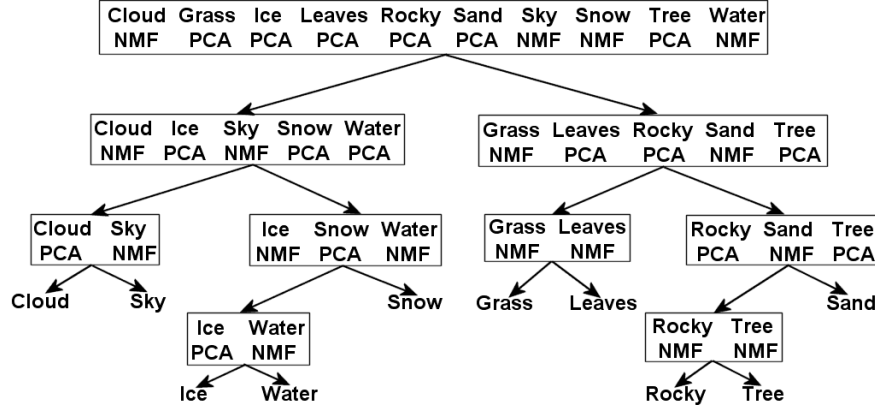 Cloud Grass Ice Leaves Rocky Sand Sky Snow Tree Water
NMF PCA PCA PCA PCA PCA NMF NMF PCA NMF
Cloud Ice Sky Snow Water
NMF PCA NMF PCA PCA
Grass Leaves Rocky Sand Tree
NMF PCA PCA NMF PCA
Cloud Sky
PCA NMF
Ice Snow Water
NMF PCA NMF
Grass Leaves
NMF NMF
Rocky Sand Tree
PCA NMF PCA
Cloud Sky
Snow
Grass Leaves
Sand
Ice Water
PCA NMF
Rocky Tree
NMF NMF
Ice Water
Rocky Tree